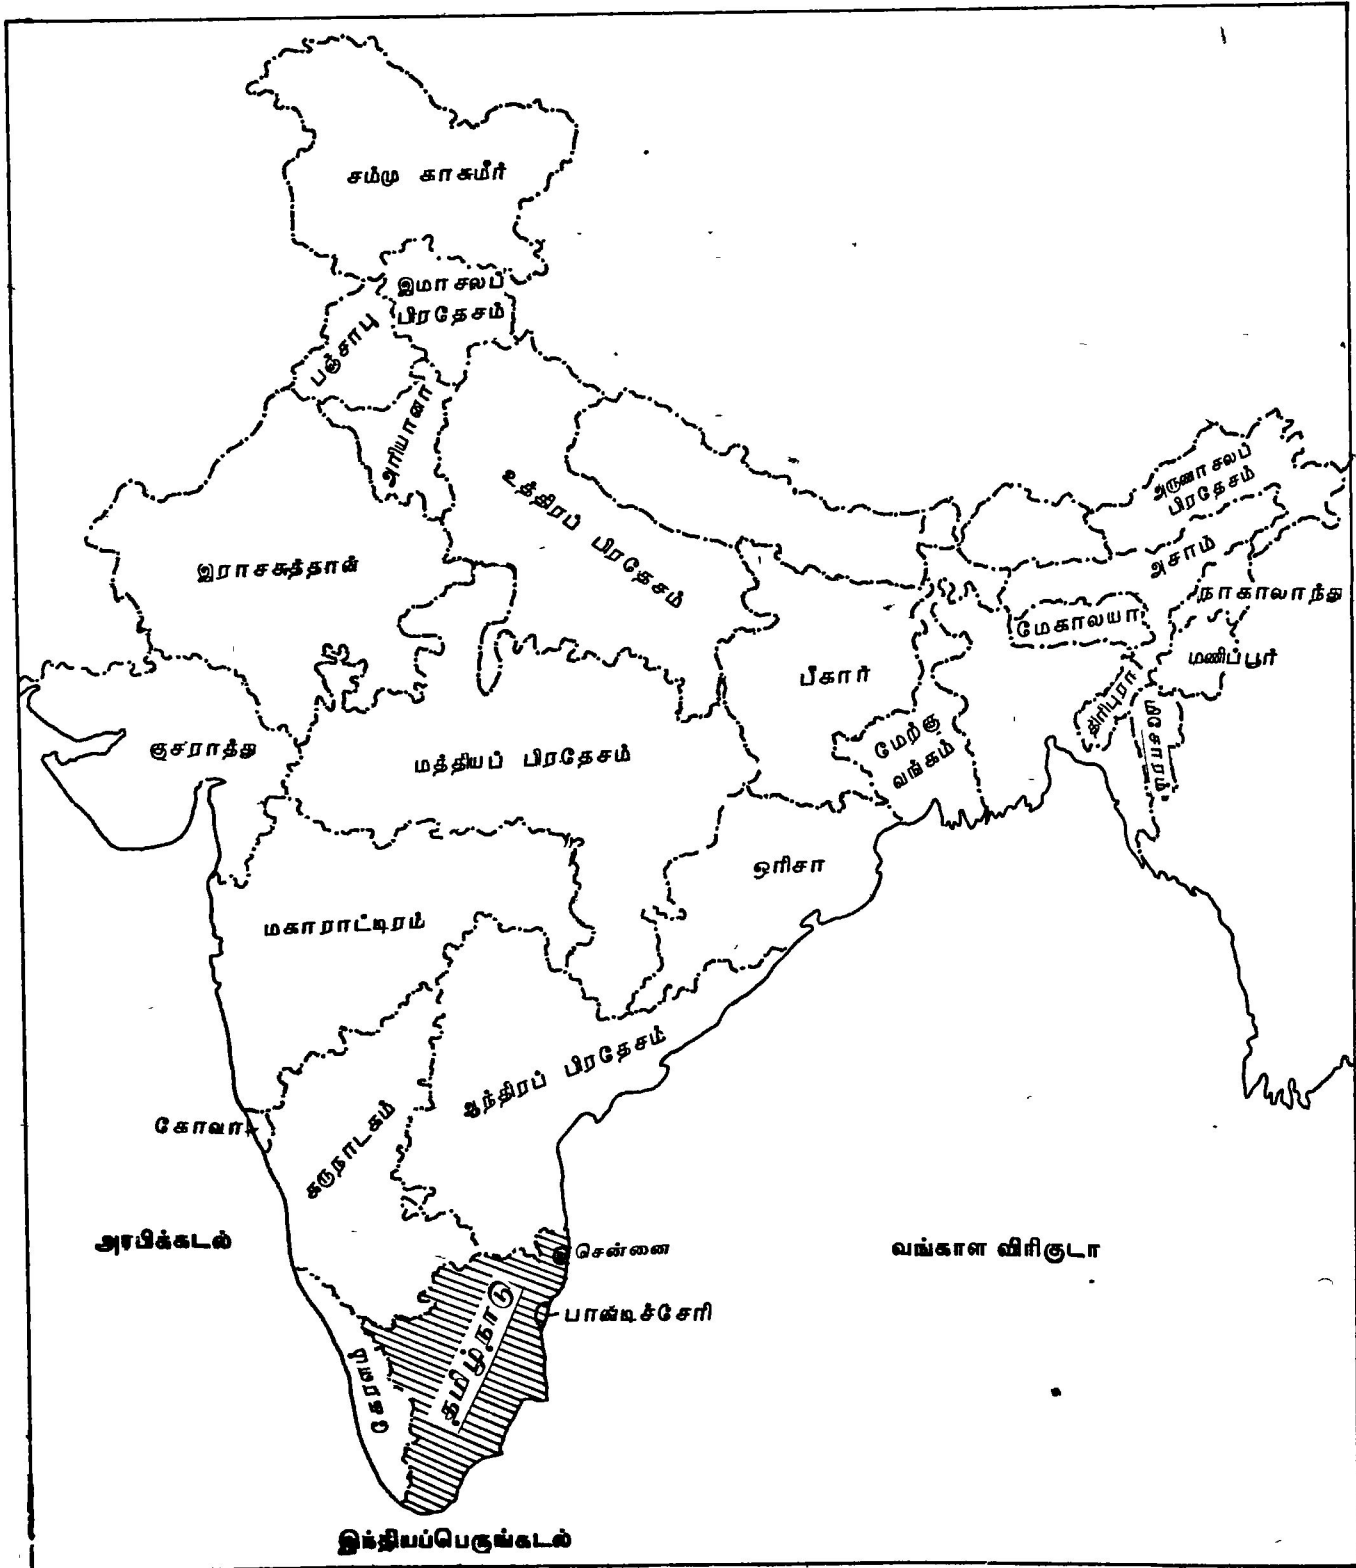 சம்மு காசுமீர்
இமாசலப்
பிரதேசம்
பஞ்சாபு
அரியானா
உத்திரப் பிரதேசம்
அருணாசலப்
பிரதேசம்
அசாம்
நாகாலாந்து
மேகாலயா
மணிப்பூர்
திரிபுரா
மிசோரம்
இராசசுத்தான்
பீகார்
மேற்கு
வங்கம்
குசராத்து
மத்தியப் பிரதேசம்
ஒரிசா
மகாராட்டிரம்
ஆந்திரப் பிரதேசம்
கோவா
கருநாடகம்
அரபிக்கடல்
வங்காள விரிகுடா
சென்னை
பாண்டிச்சேரி
தமிழ்நாடு
கேரளம்
இந்தியப்பெருங்கடல்